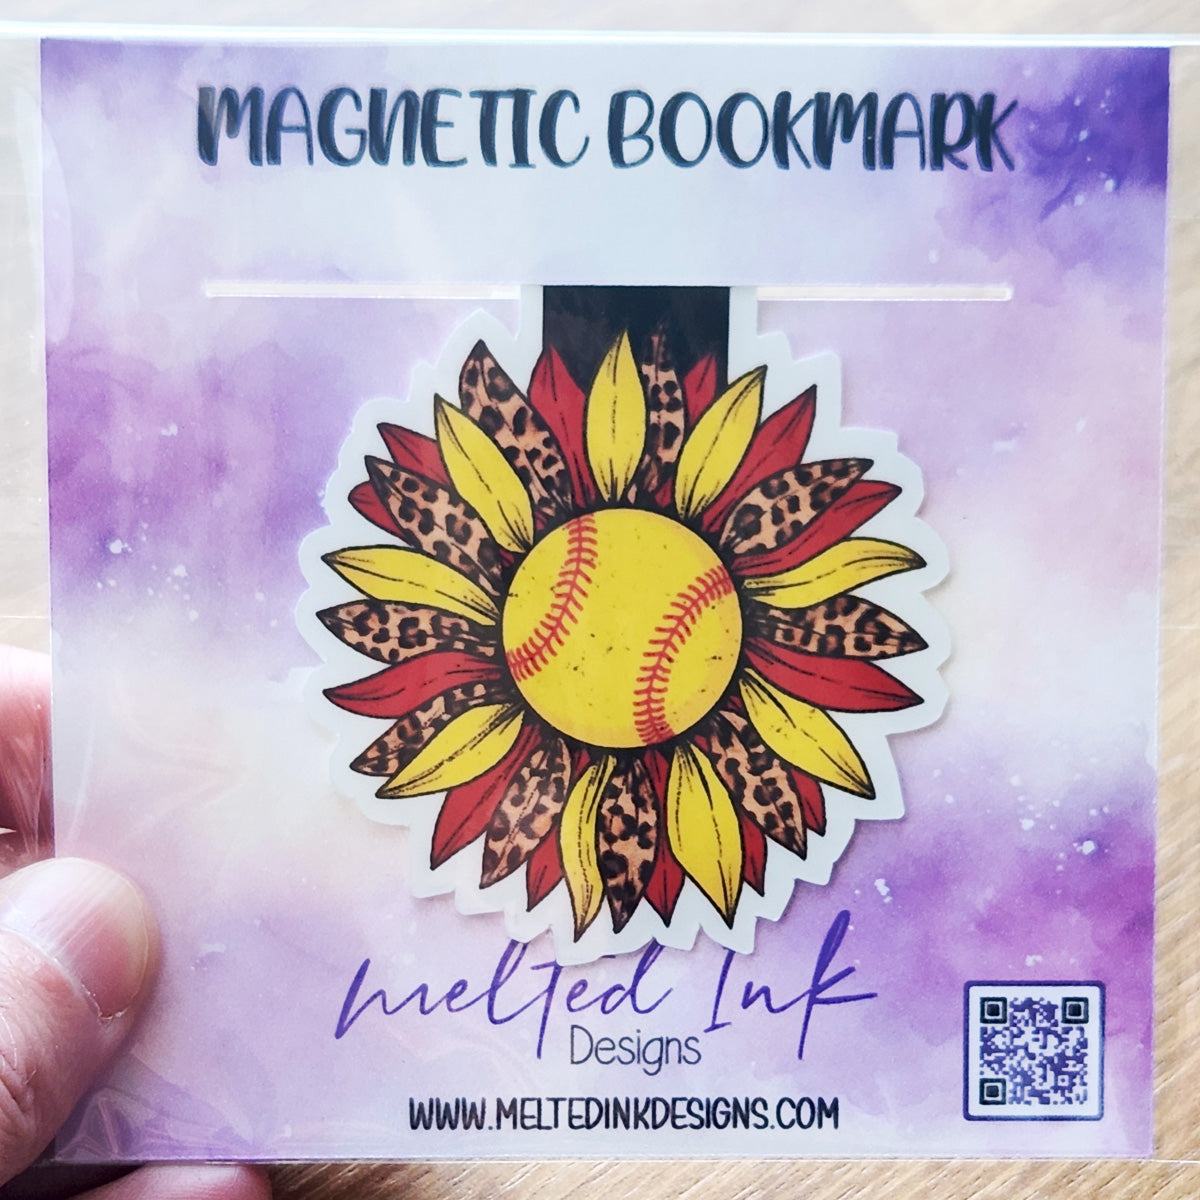 MAGNETIC BOOKMARK
melted Ink
Designs
WWW.MELTEDINKDESIGNS.COM